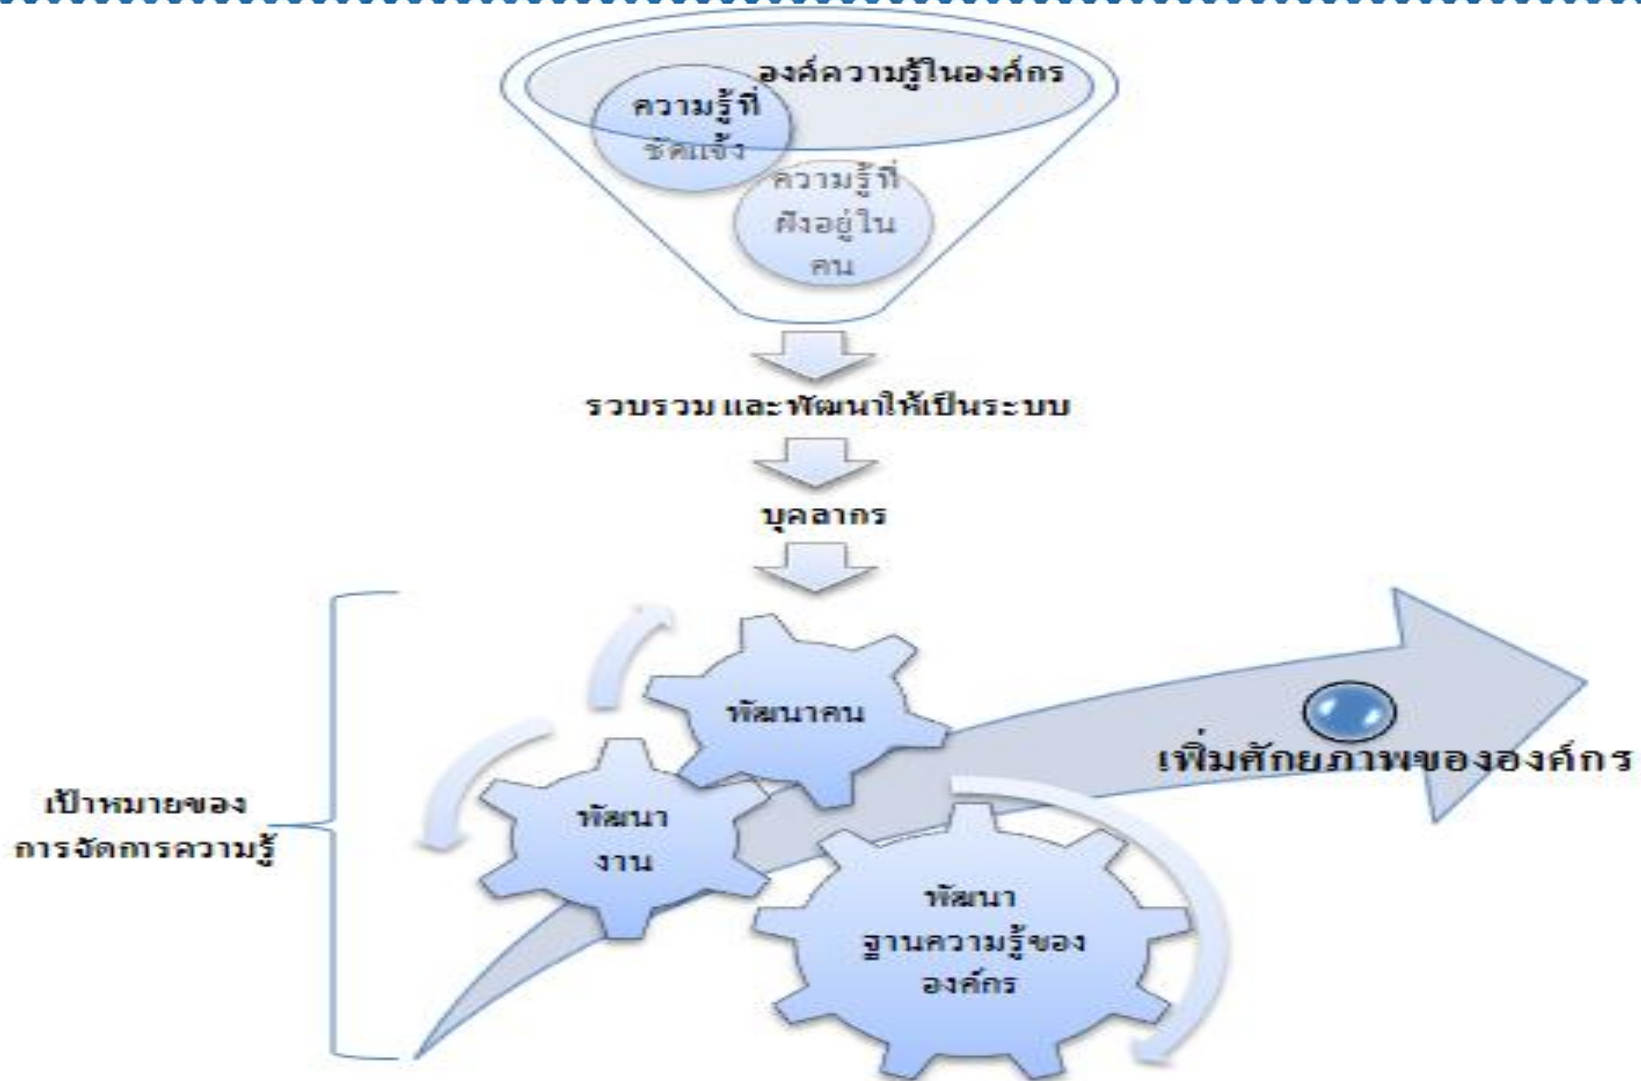 องค์ความรู้ในองค์กร
ความรู้ที่
ชัดแจ้ง
ความรู้ที่
ฝังอยู่ใน
คน
รวบรวม และพัฒนาให้เป็นระบบ
บุคลากร
พัฒนาคน
เพิ่มศักยภาพขององค์กร
เป้าหมายของ
การจัดการความรู้
พัฒนา
งาน
พัฒนา
ฐานความรู้ของ
องค์กร